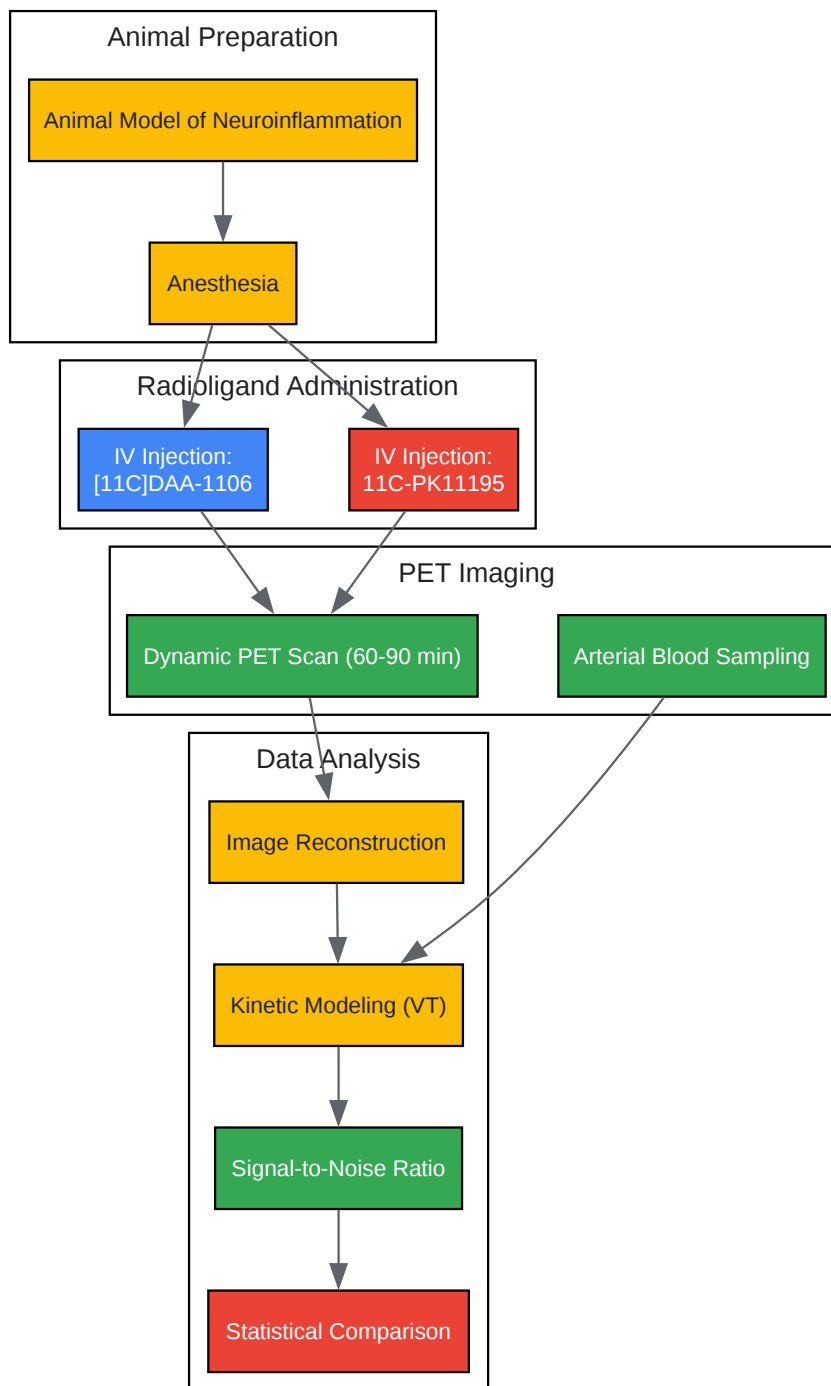 Animal Preparation
Animal Model of Neuroinflammation
Anesthesia
Radioligand Administration
IV Injection:
[11C]DAA-1106
IV Injection:
11C-PK11195
PET Imaging
Dynamic PET Scan (60-90 min)
Arterial Blood Sampling
Data Analysis
Image Reconstruction
Kinetic Modeling (VT)
Signal-to-Noise Ratio
Statistical Comparison